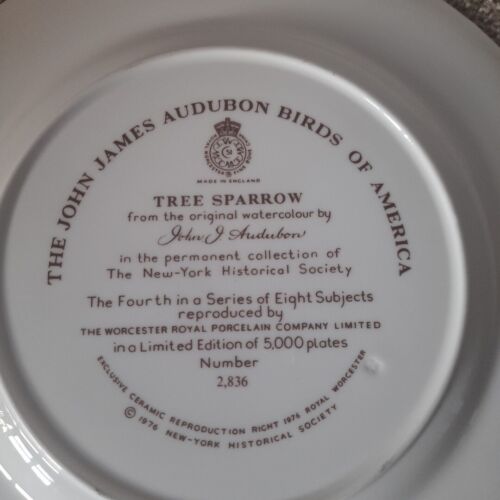 THE JOHN JAMES AUDUBON BIRDS OF AMERICA
MADE IN ENGLAND
TREE SPARROW
from the original watercolour by
John J Audubon
in the permanent collection of
The New-York Historical Society
The Fourth in a Series of Eight Subjects
reproduced by
THE WORCESTER ROYAL PORCELAIN COMPANY LIMITED
in a Limited Edition of 5,000 plates
Number
2,836
EXCLUSIVE CERAMIC REPRODUCTION RIGHT 1976 ROYAL WORCESTER
© 1976 NEW-YORK HISTORICAL SOCIETY